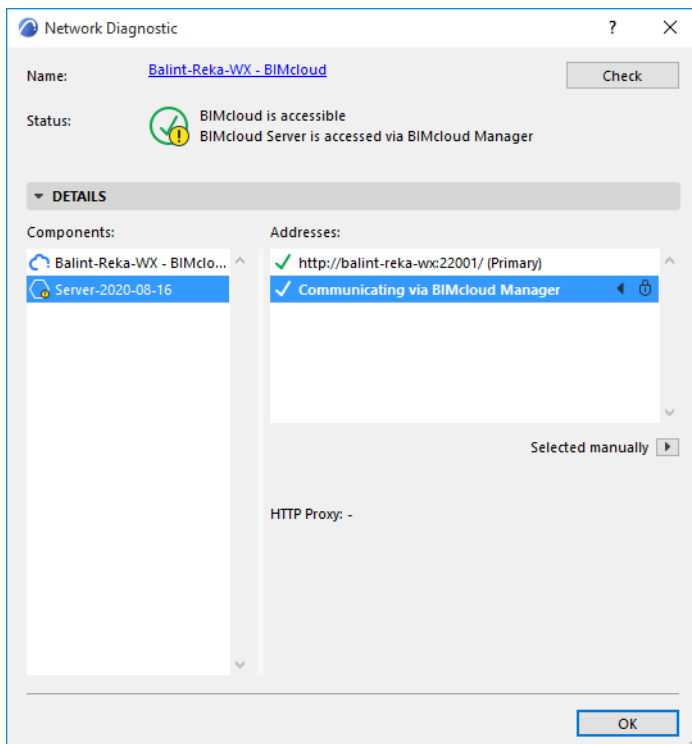 Network Diagnostic
Name:
Balint-Reka-WX - BIMcloud
Check
Status:
BIMcloud is accessible
BIMcloud Server is accessed via BIMcloud Manager
DETAILS
Components:
Balint-Reka-WX - BIMclo...
Server-2020-08-16
Addresses:
http://balint-reka-wx:22001/ (Primary)
Communicating via BIMcloud Manager
Selected manually
HTTP Proxy: -
OK